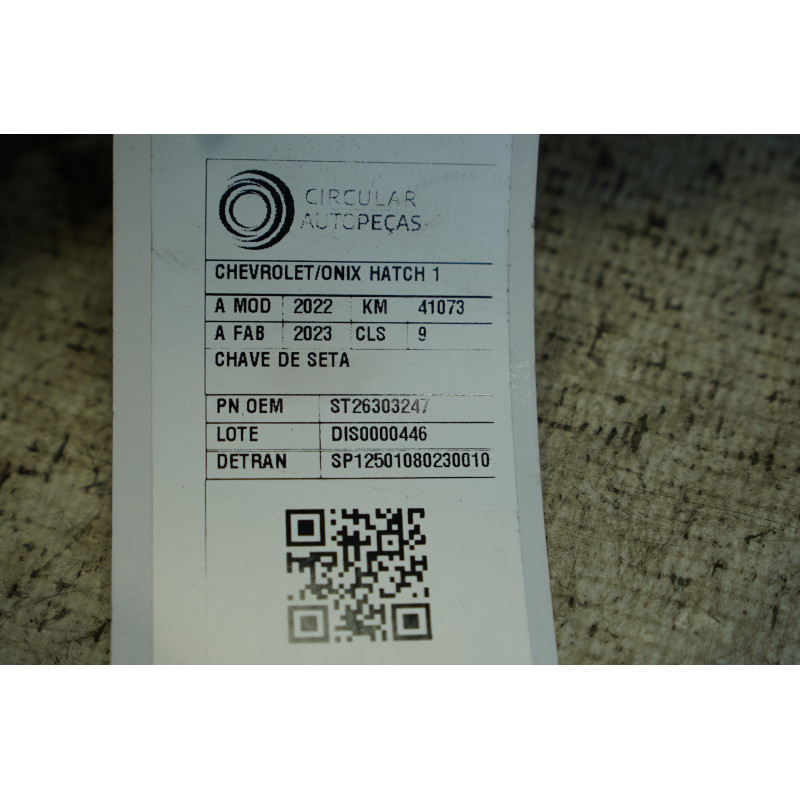 CIRCULAR
AUTOPEÇAS
CHEVROLET/ONIX HATCH 1
A MOD 2022 KM 41073
A FAB 2023 CLS 9
CHAVE DE SETA
PN OEM ST26303247
LOTE DIS0000446
DETRAN SP12501080230010